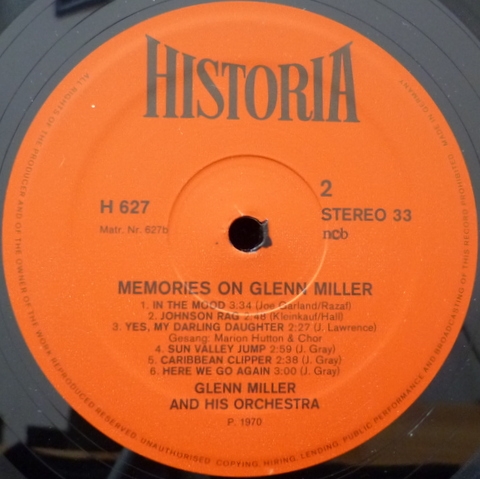 HISTORIA
H 627
Matr. Nr. 627b
2
STEREO 33
ncb
MEMORIES ON GLENN MILLER
1. IN THE MOOD 3.34 (Joe Garland/Razaf)
2. JOHNSON RAG 2:48 (Kleinkauf/Hall)
3. YES, MY DARLING DAUGHTER 2:27 (J. Lawrence)
Gesang: Marion Hutton & Chor
4. SUN VALLEY JUMP 2:59 (J. Gray)
5. CARIBBEAN CLIPPER 2:38 (J. Gray)
6. HERE WE GO AGAIN 3:00 (J. Gray)
GLENN MILLER
AND HIS ORCHESTRA
P. 1970
ALL RIGHTS OF THE PRODUCER AND OF THE OWNER OF THE WORK REPRODUCED RESERVED. UNAUTHORISED COPYING, HIRING, LENDING, PUBLIC PERFORMANCE AND BROADCASTING OF THIS RECORD PROHIBITED. MADE IN GERMANY